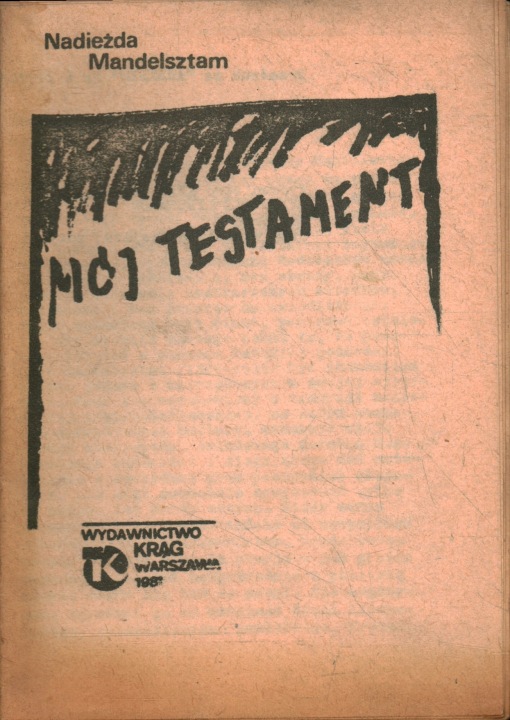 Nadieżda
Mandelsztam
MÓJ TESTAMENT
WYDAWNICTWO
KRĄG
WARSZAWA
K